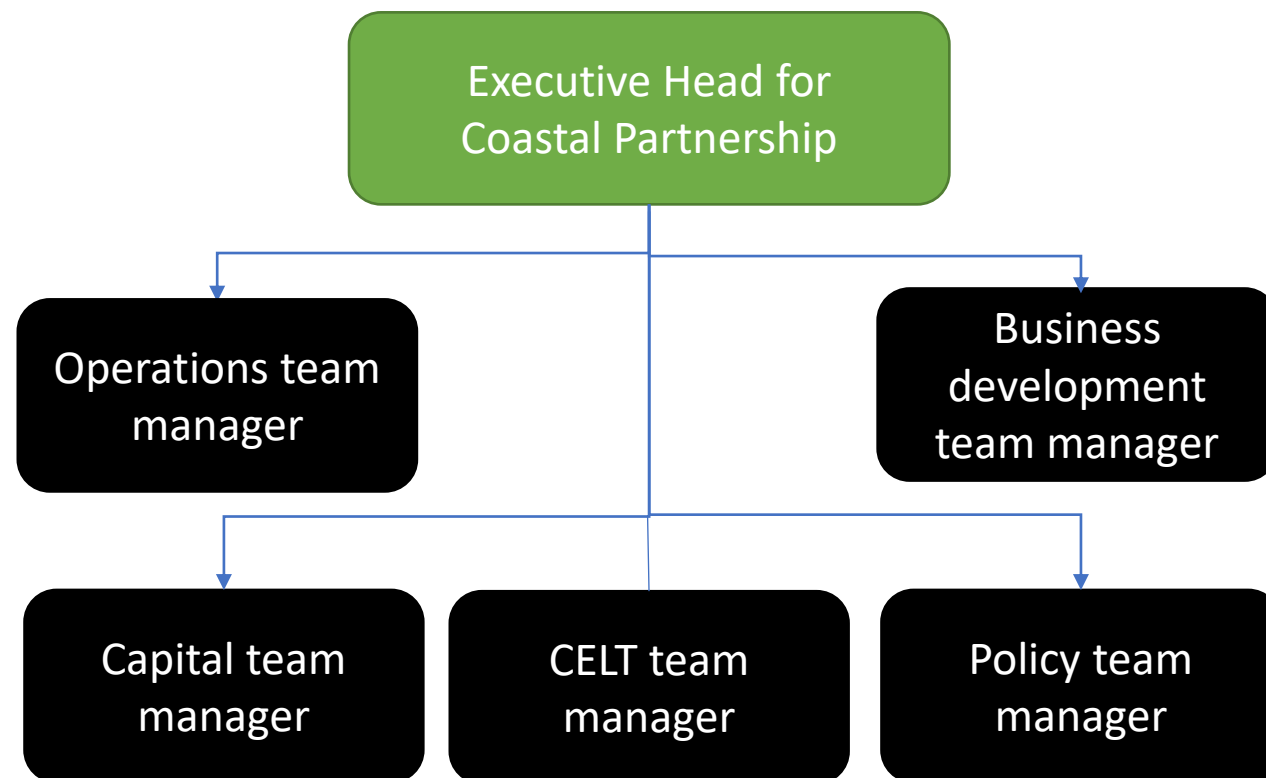 Executive Head for
Coastal Partnership
Operations team
manager
Business
development
team manager
Capital team
manager
CELT team
manager
Policy team
manager